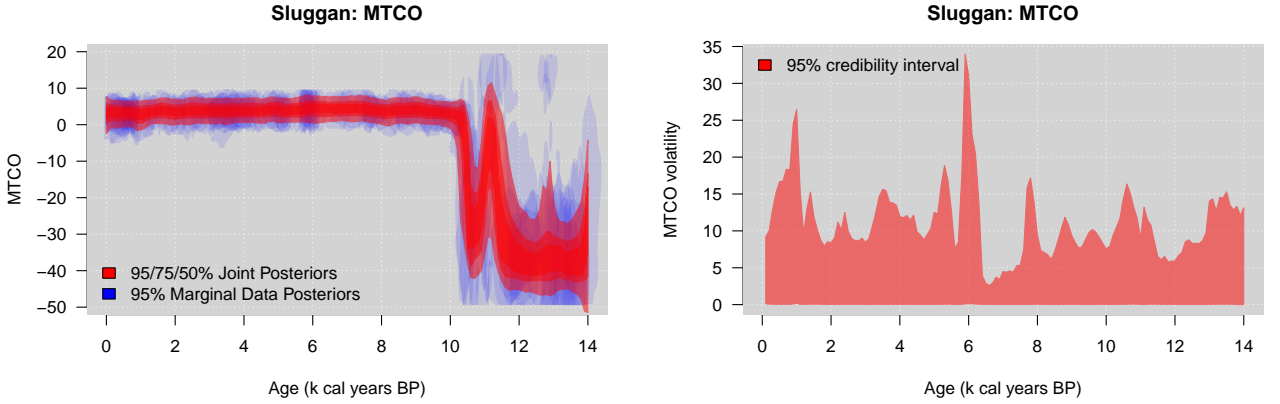 Sluggan: MTCO
20
10
0
−10
−20
−30
−40
−50
MTCO
95/75/50% Joint Posteriors
95% Marginal Data Posteriors
0 2 4 6 8 10 12 14
Age (k cal years BP)
Sluggan: MTCO
35
30
25
20
15
10
5
0
MTCO volatility
95% credibility interval
0 2 4 6 8 10 12 14
Age (k cal years BP)